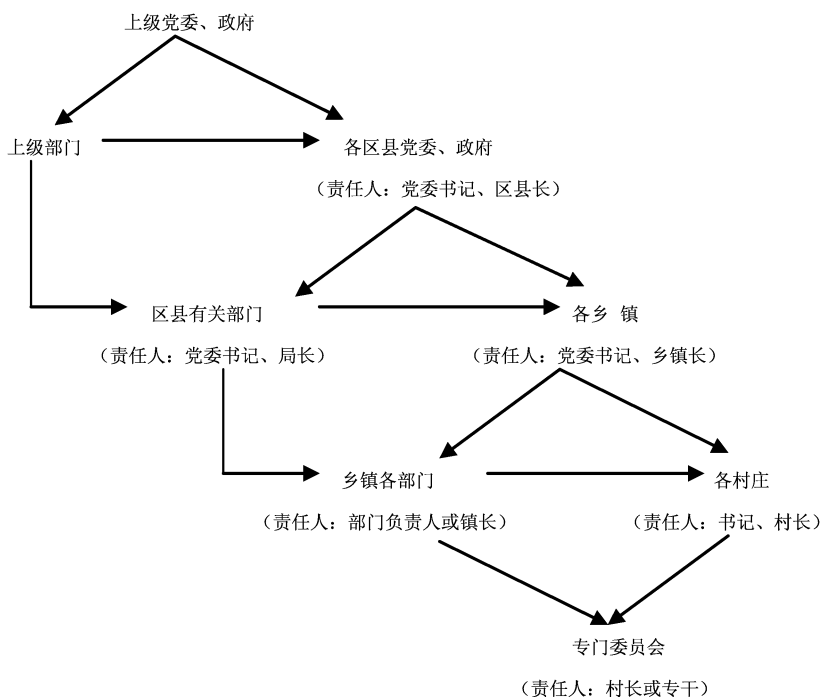 上级党委、政府
上级部门
各区县党委、政府
（责任人：党委书记、区县长）
区县有关部门
各乡 镇
（责任人：党委书记、局长）
（责任人：党委书记、乡镇长）
乡镇各部门
各村庄
（责任人：部门负责人或镇长）
（责任人：书记、村长）
专门委员会
（责任人：村长或专干）